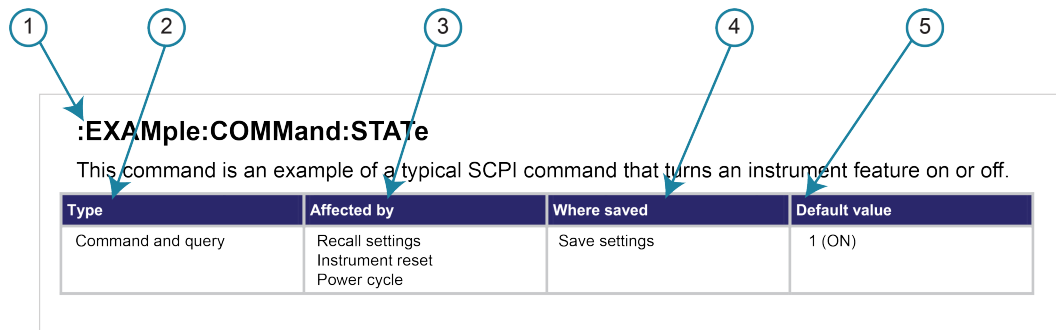 1 2 3 4 5
:EXAMple:COMMand:STATe
This command is an example of a typical SCPI command that turns an instrument feature on or off.
Type Affected by Where saved Default value
Command and query Recall settings Save settings 1 (ON)
Instrument reset
Power cycle